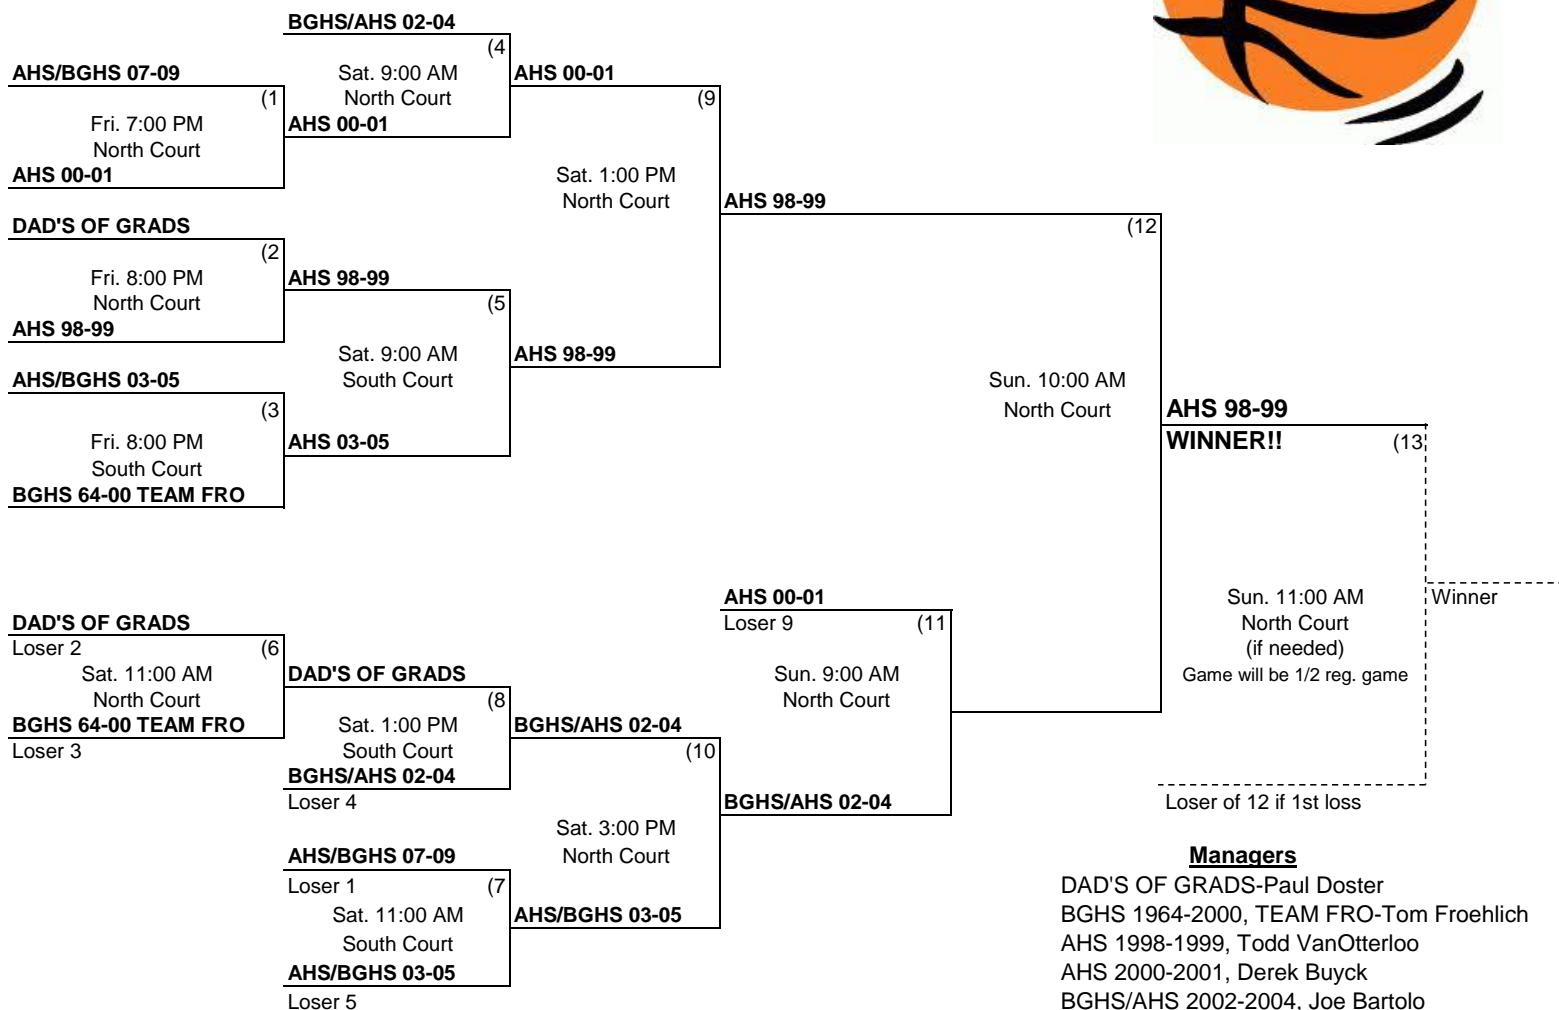 BGHS/AHS 02-04
(4
AHS/BGHS 07-09
Sat. 9:00 AM
North Court
AHS 00-01
(1
(9
Fri. 7:00 PM
North Court
AHS 00-01
AHS 00-01
Sat. 1:00 PM
North Court
AHS 98-99
DAD'S OF GRADS
(12
(2
Fri. 8:00 PM
North Court
AHS 98-99
(5
AHS 98-99
Sat. 9:00 AM
South Court
AHS 98-99
AHS/BGHS 03-05
Sun. 10:00 AM
North Court
(3
AHS 98-99
WINNER!!
(13
Fri. 8:00 PM
South Court
AHS 03-05
BGHS 64-00 TEAM FRO
AHS 00-01
Loser 9
(11
Sun. 11:00 AM
North Court
(if needed)
Game will be 1/2 reg. game
Winner
DAD'S OF GRADS
Loser 2
(6
Sat. 11:00 AM
North Court
DAD'S OF GRADS
Sun. 9:00 AM
North Court
(8
BGHS 64-00 TEAM FRO
Loser 3
Sat. 1:00 PM
South Court
BGHS/AHS 02-04
(10
BGHS/AHS 02-04
Loser 4
BGHS/AHS 02-04
Loser of 12 if 1st loss
Sat. 3:00 PM
North Court
AHS/BGHS 07-09
Loser 1
(7
Sat. 11:00 AM
South Court
AHS/BGHS 03-05
AHS/BGHS 03-05
Loser 5
Managers
DAD'S OF GRADS-Paul Doster
BGHS 1964-2000, TEAM FRO-Tom Froehlich
AHS 1998-1999, Todd VanOtterloo
AHS 2000-2001, Derek Buyck
BGHS/AHS 2002-2004, Joe Bartolo